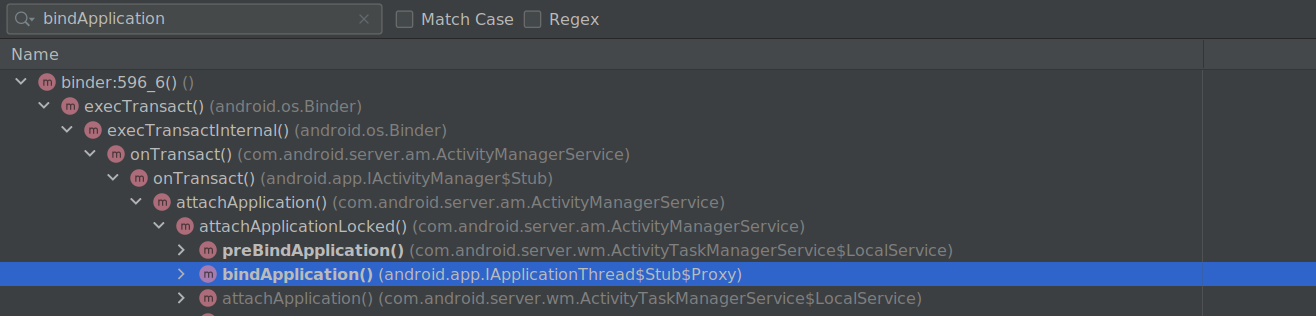 bindApplication × Match Case Regex
Name
m binder:596_6() ()
m execTransact() (android.os.Binder)
m execTransactInternal() (android.os.Binder)
m onTransact() (com.android.server.am.ActivityManagerService)
m onTransact() (android.app.IActivityManager$Stub)
m attachApplication() (com.android.server.am.ActivityManagerService)
m attachApplicationLocked() (com.android.server.am.ActivityManagerService)
m preBindApplication() (com.android.server.wm.ActivityTaskManagerService$LocalService)
m bindApplication() (android.app.IApplicationThread$Stub$Proxy)
m attachApplication() (com.android.server.wm.ActivityTaskManagerService$LocalService)